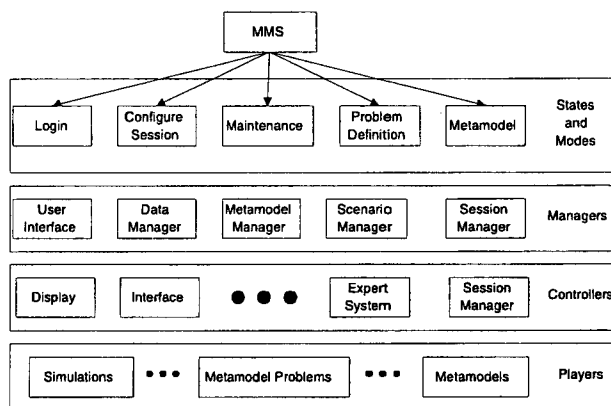 MMS
Login
Configure
Session
Maintenance
Problem
Definition
Metamodel
States
and
Modes
User
Interface
Data
Manager
Metamodel
Manager
Scenario
Manager
Session
Manager
Managers
Display
Interface
Expert
System
Session
Manager
Controllers
Simulations
Metamodel Problems
Metamodels
Players